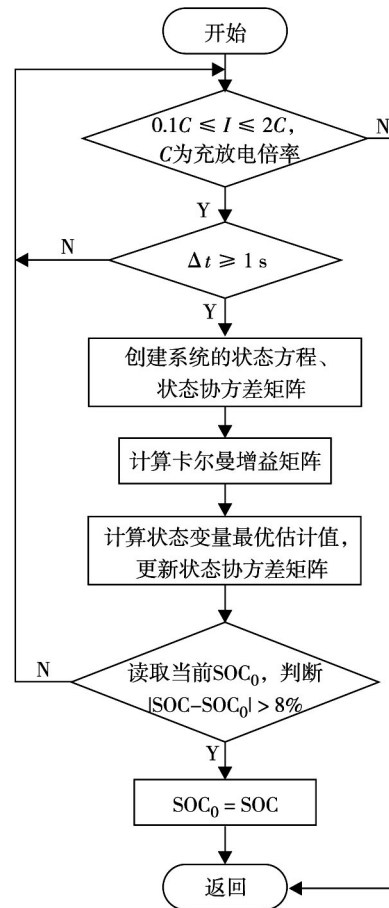 开始
0.1C ≤ I ≤ 2C,
C为充放电倍率
N
Y
N
Δt ≥ 1 s
Y
创建系统的状态方程、
状态协方差矩阵
计算卡尔曼增益矩阵
计算状态变量最优估计值,
更新状态协方差矩阵
N
读取当前SOC₀，判断
|SOC–SOC₀| > 8%
Y
SOC₀ = SOC
返回